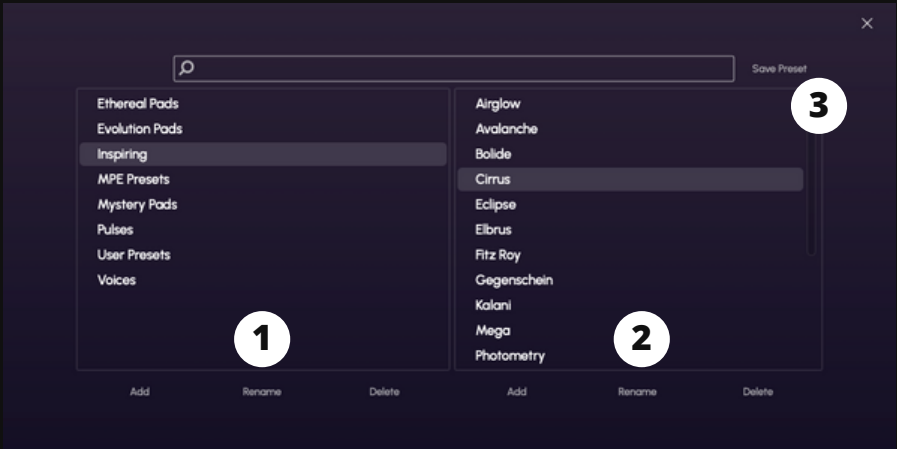 Save Preset
3
Ethereal Pads
Evolution Pads
Inspiring
MPE Presets
Mystery Pads
Pulses
User Presets
Voices
1
Add
Rename
Delete
Airglow
Avalanche
Bolide
Cirrus
Eclipse
Elbrus
Fitz Roy
Gegenschein
Kalani
Mega
Photometry
2
Add
Rename
Delete